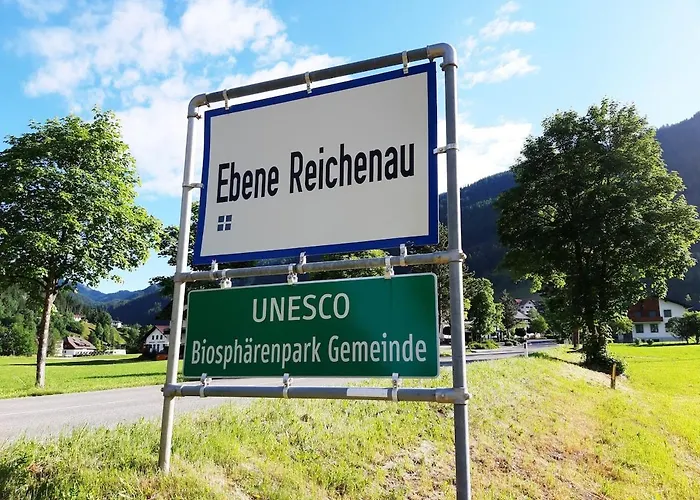 Ebene Reichenau
UNESCO
Biosphärenpark Gemeinde